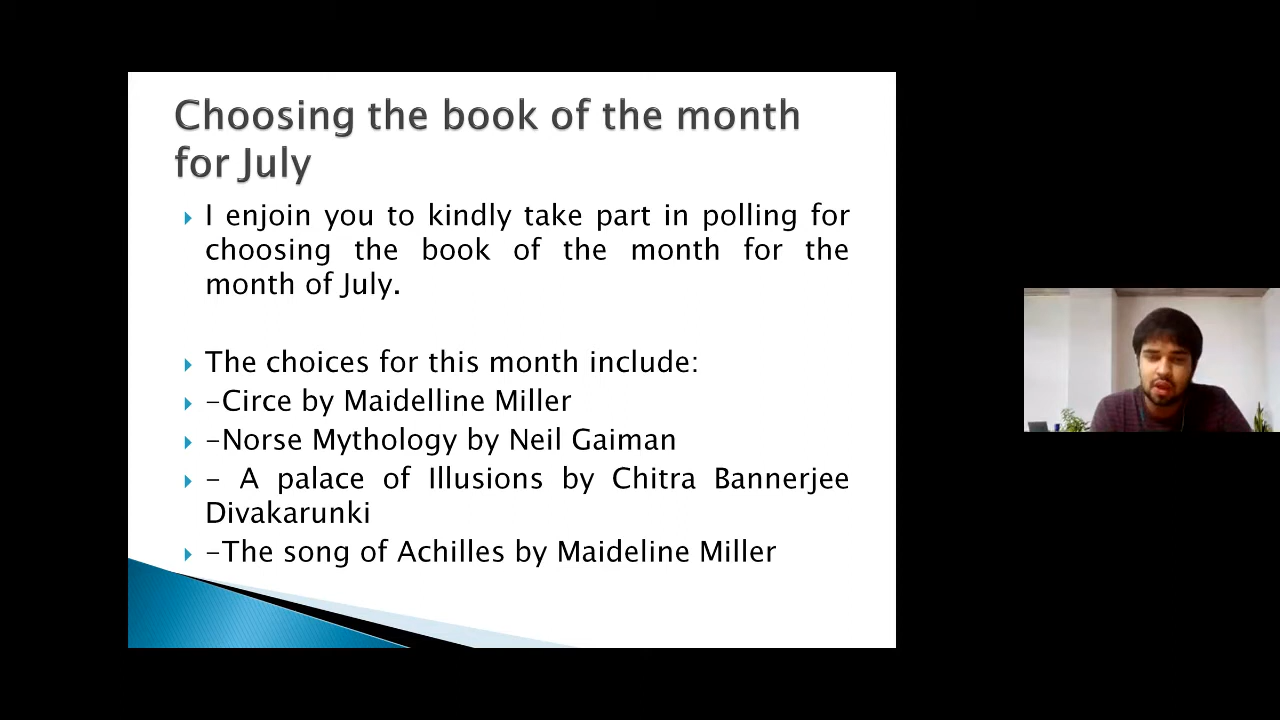 Choosing the book of the month
for July
I enjoin you to kindly take part in polling for
choosing the book of the month for the
month of July.
The choices for this month include:
-Circe by Maidelline Miller
-Norse Mythology by Neil Gaiman
- A palace of Illusions by Chitra Bannerjee
Divakarunki
-The song of Achilles by Maideline Miller